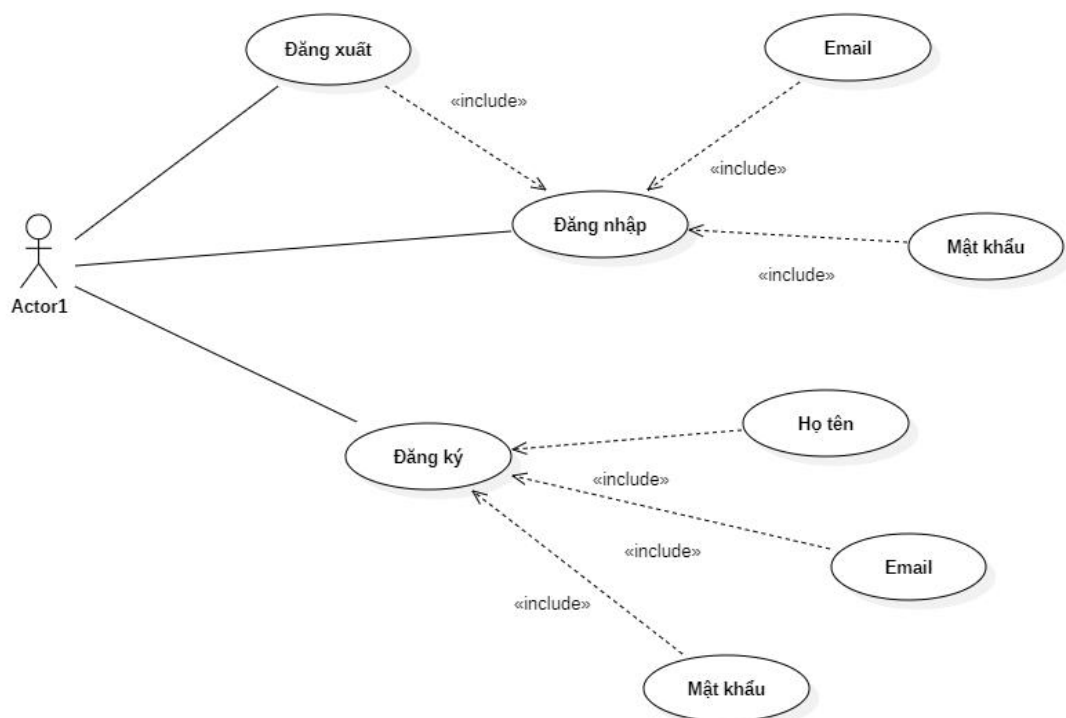 Đăng xuất
Email
«include»
«include»
Đăng nhập
Mật khẩu
«include»
Actor1
Họ tên
Đăng ký
«include»
«include»
Email
«include»
Mật khẩu